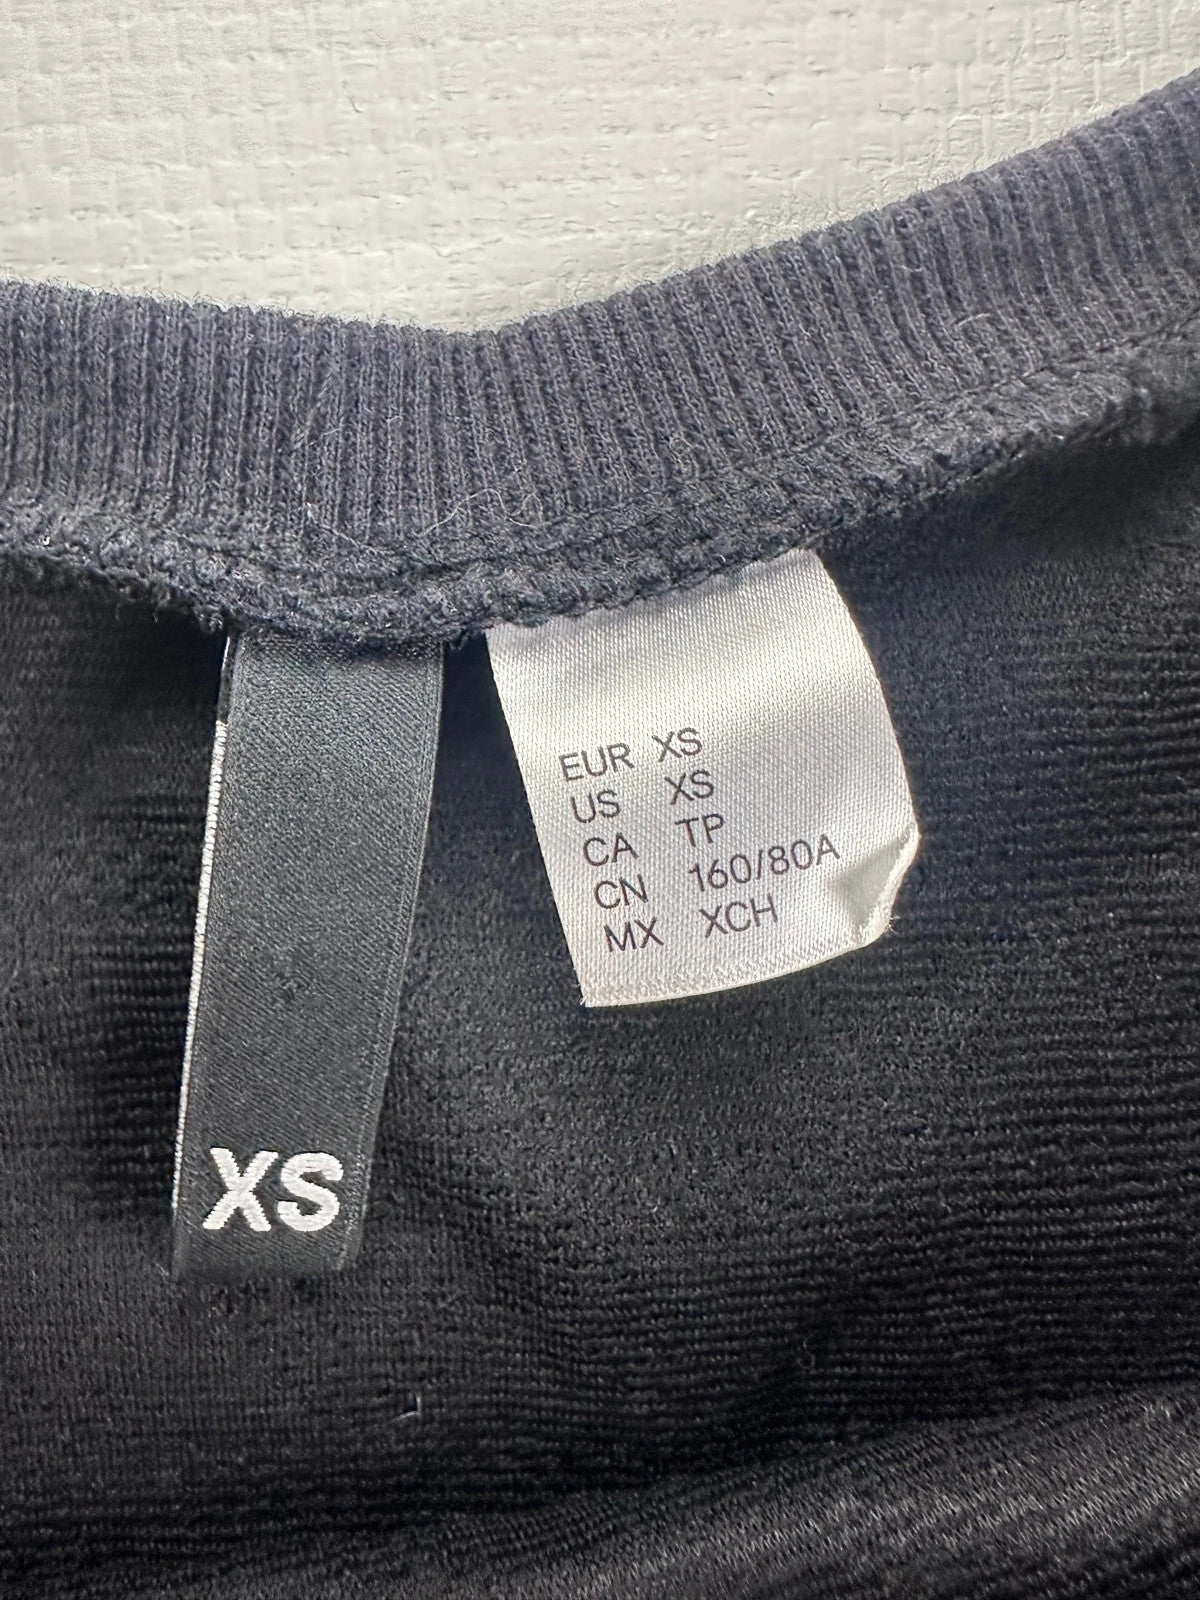 EUR XS
US XS
CA TP
CN 160/80A
MX XCH
XS